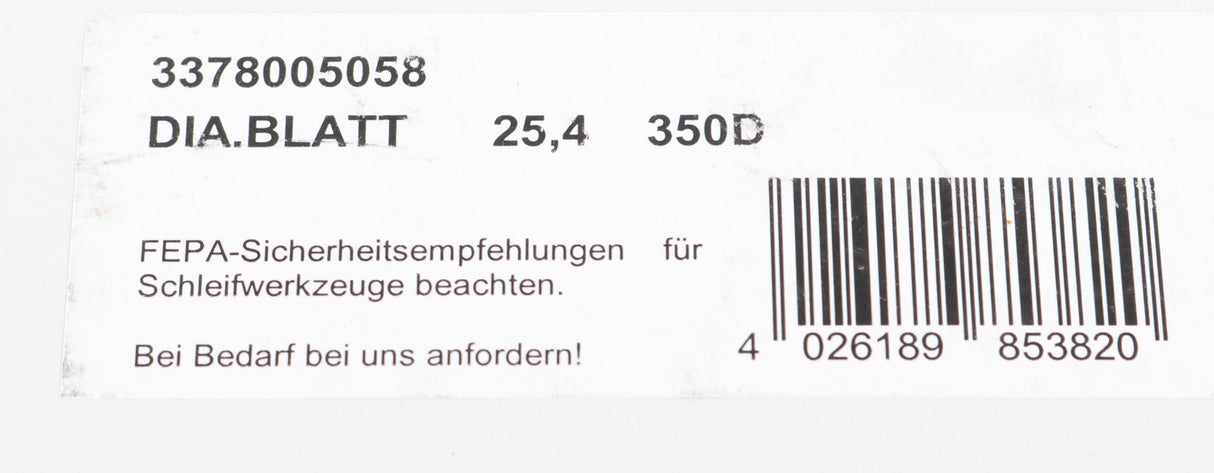 3378005058
DIA.BLATT 25,4 350D
FEPA-Sicherheitsempfehlungen für
Schleifwerkzeuge beachten.
Bei Bedarf bei uns anfordern!
4 026189 853820